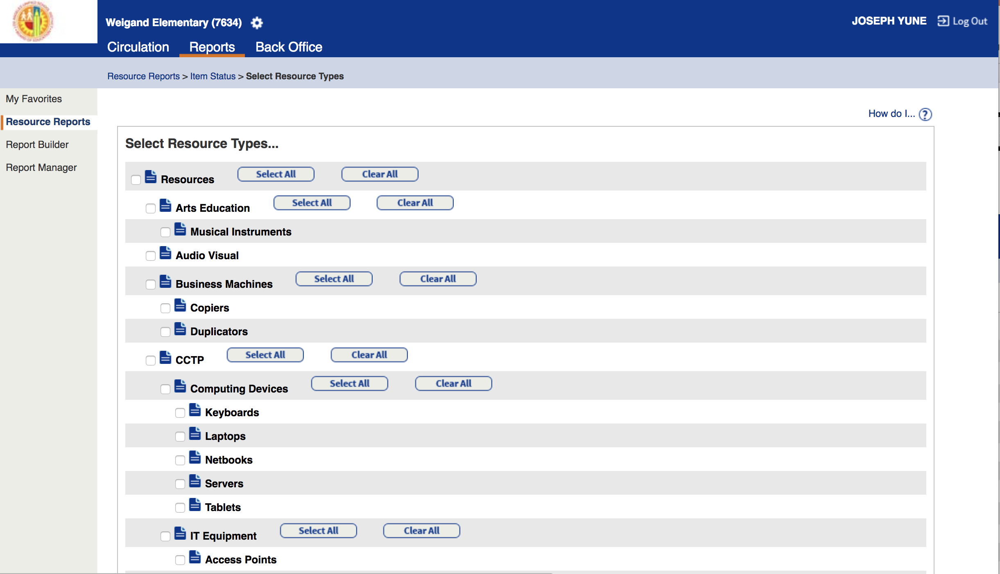 Weigand Elementary (7634)
JOSEPH YUNE Log Out
Circulation Reports Back Office
Resource Reports > Item Status > Select Resource Types
My Favorites
Resource Reports
Report Builder
Report Manager
How do I... ?
Select Resource Types...
Resources Select All Clear All
Arts Education Select All Clear All
Musical Instruments
Audio Visual
Business Machines Select All Clear All
Copiers
Duplicators
CCTP Select All Clear All
Computing Devices Select All Clear All
Keyboards
Laptops
Netbooks
Servers
Tablets
IT Equipment Select All Clear All
Access Points